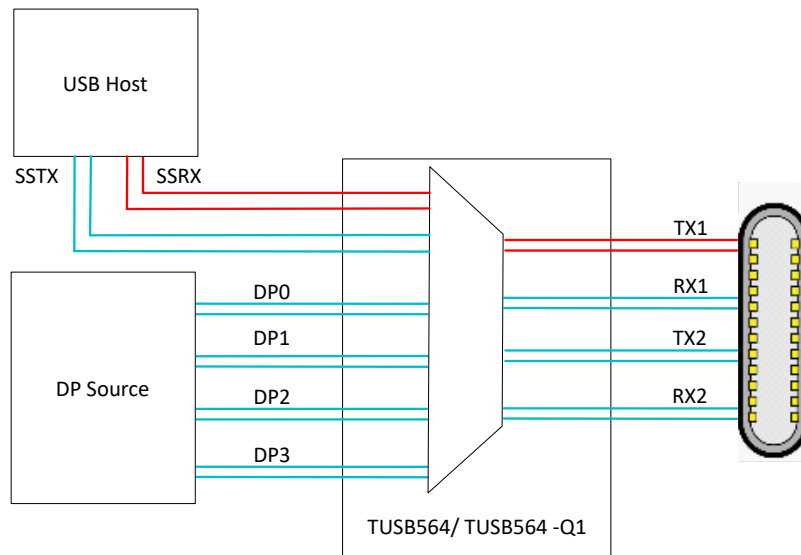 USB Host
SSTX
SSRX
TX1
RX1
DP0
DP1
TX2
DP Source
DP2
RX2
DP3
TUSB564/ TUSB564 -Q1